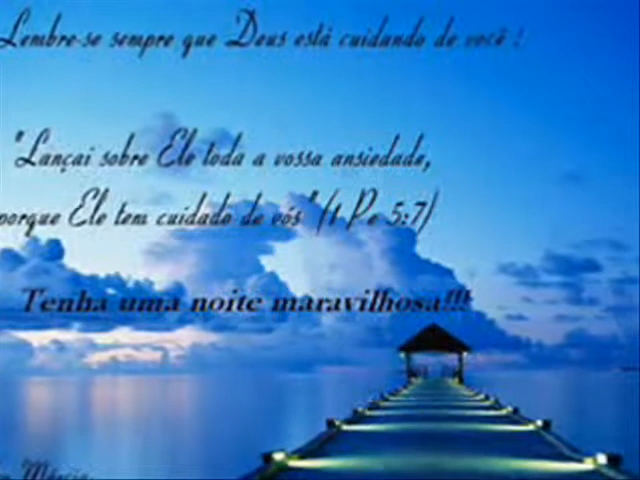 Lembre-se sempre que Deus está cuidando de você !
"Lançai sobre Ele toda a vossa ansiedade,
porque Ele tem cuidado de vós" (1 Pe 5:7)
Tenha uma noite maravilhosa!!!
Márcia